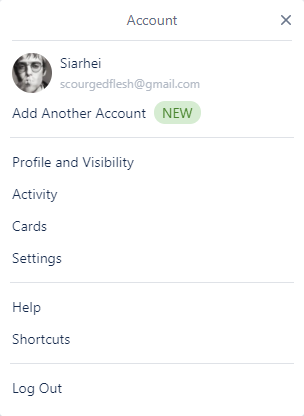 Account
Siarhei
scourgedflesh@gmail.com
Add Another Account NEW
Profile and Visibility
Activity
Cards
Settings
Help
Shortcuts
Log Out